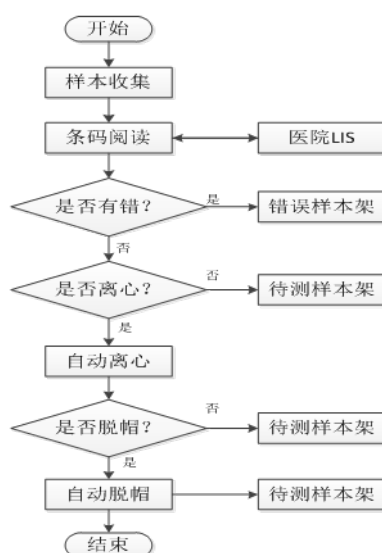 开始
样本收集
条码阅读
医院LIS
是否有错？
是
错误样本架
否
是否离心？
否
待测样本架
是
自动离心
是否脱帽？
否
待测样本架
是
自动脱帽
待测样本架
结束